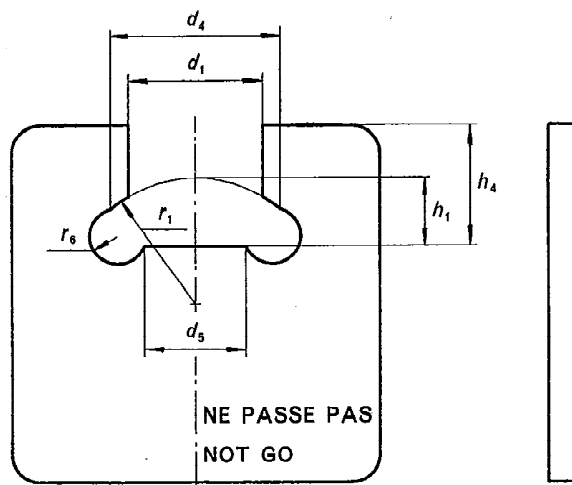 d₄
d₁
h₄
h₁
r₁
r₆
d₅
NE PASSE PAS
NOT GO